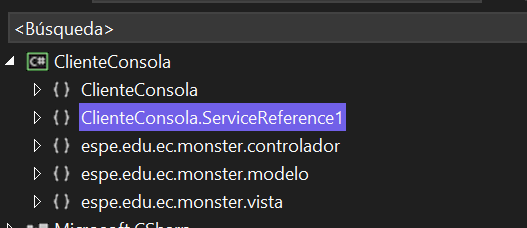 <Búsqueda>
C# ClienteConsola
{ } ClienteConsola
{ } ClienteConsola.ServiceReference1
{ } espe.edu.ec.monster.controlador
{ } espe.edu.ec.monster.modelo
{ } espe.edu.ec.monster.vista